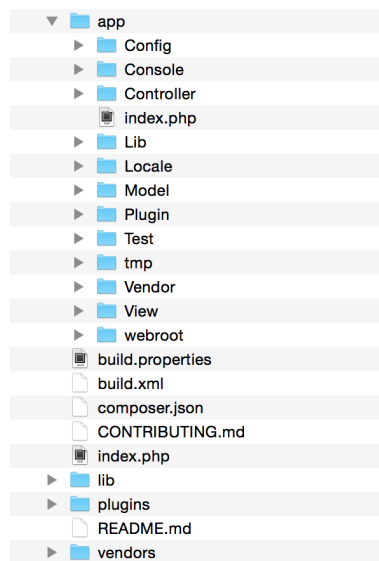 app
Config
Console
Controller
index.php
Lib
Locale
Model
Plugin
Test
tmp
Vendor
View
webroot
build.properties
build.xml
composer.json
CONTRIBUTING.md
index.php
lib
plugins
README.md
vendors